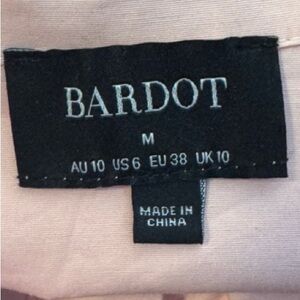 BARDOT
M
AU 10 US 6 EU 38 UK 10
MADE IN
CHINA